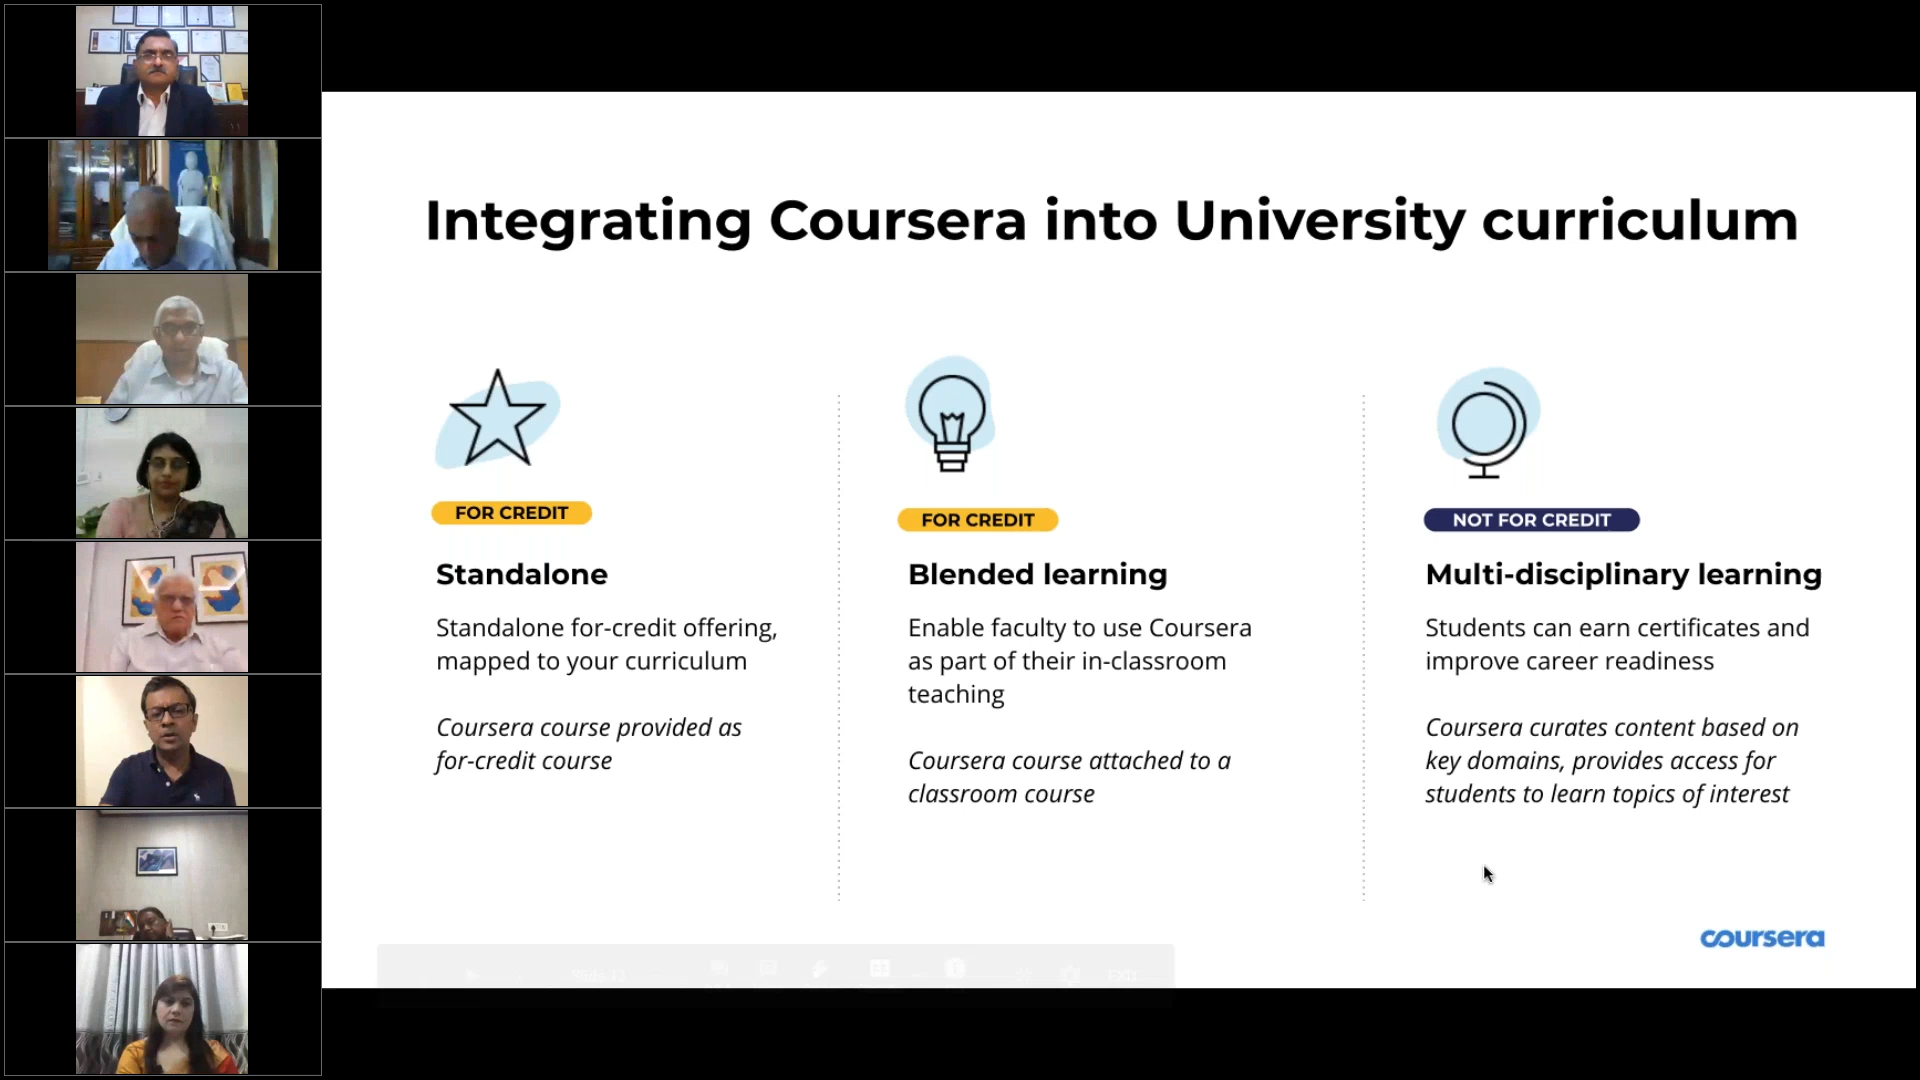 Integrating Coursera into University curriculum
FOR CREDIT
Standalone
Standalone for-credit offering,
mapped to your curriculum
Coursera course provided as
for-credit course
FOR CREDIT
Blended learning
Enable faculty to use Coursera
as part of their in-classroom
teaching
Coursera course attached to a
classroom course
NOT FOR CREDIT
Multi-disciplinary learning
Students can earn certificates and
improve career readiness
Coursera curates content based on
key domains, provides access for
students to learn topics of interest
coursera